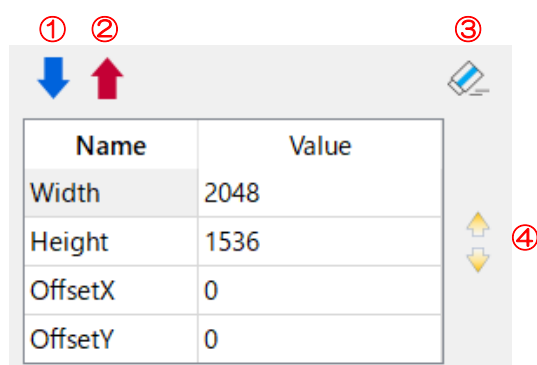 ① ② ③
Name Value
Width 2048
Height 1536
④
OffsetX 0
OffsetY 0